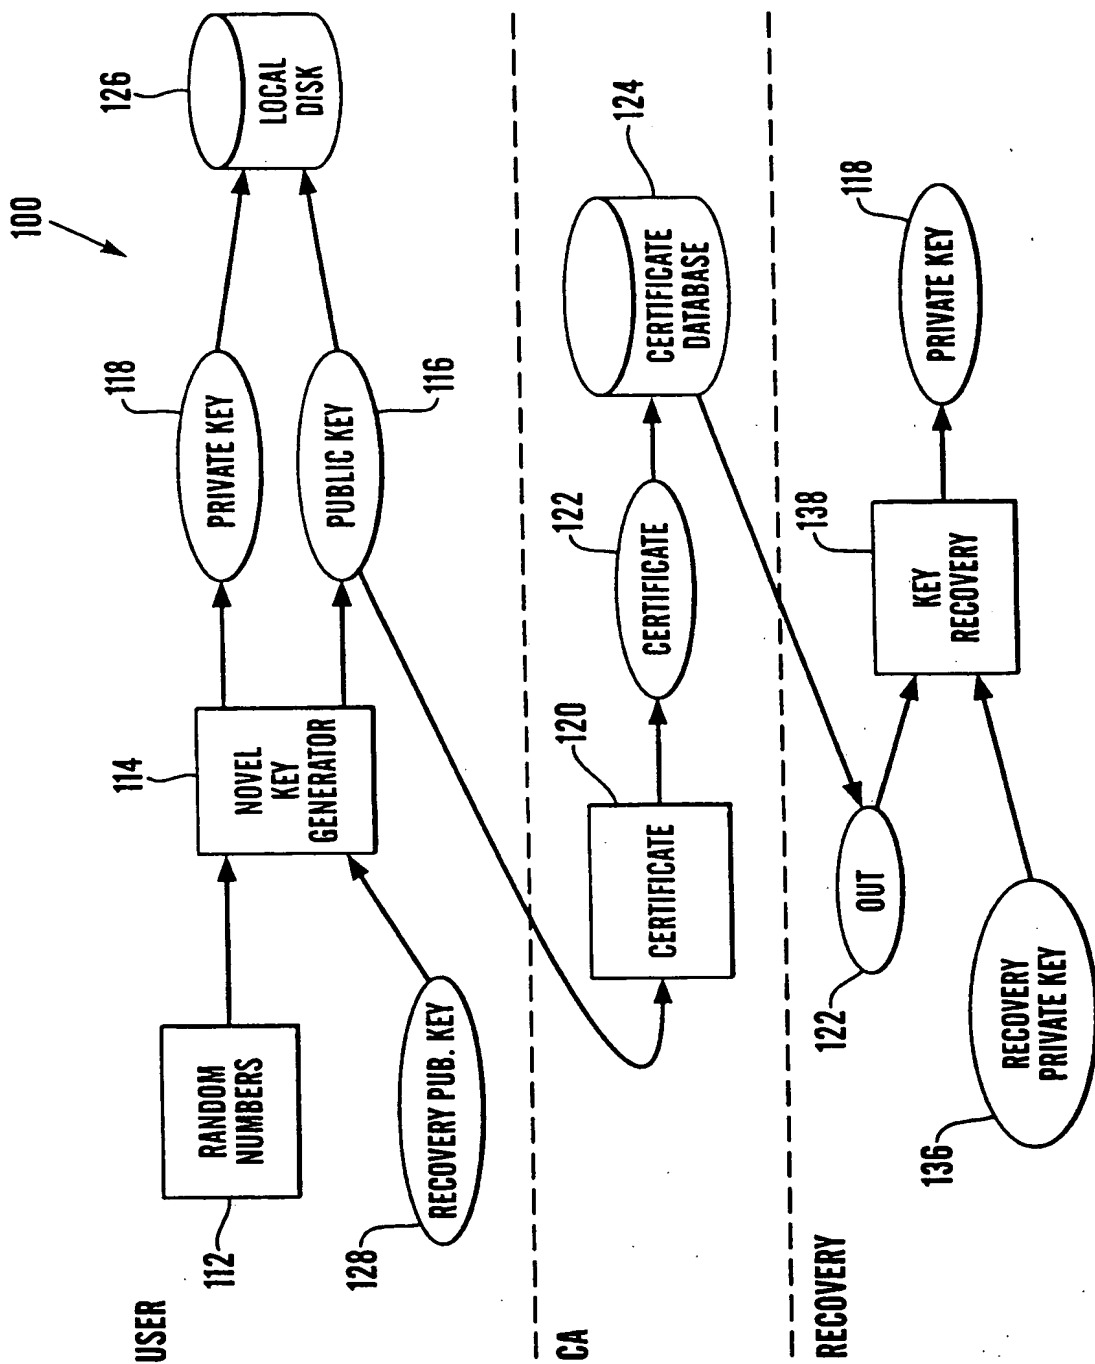 100
USER
112
RANDOM
NUMBERS
128
RECOVERY PUB. KEY
114
NOVEL
KEY
GENERATOR
118
PRIVATE KEY
PUBLIC KEY
116
126
LOCAL
DISK
CA
120
CERTIFICATE
122
CERTIFICATE
124
CERTIFICATE
DATABASE
RECOVERY
122
OUT
136
RECOVERY
PRIVATE KEY
138
KEY
RECOVERY
118
PRIVATE KEY